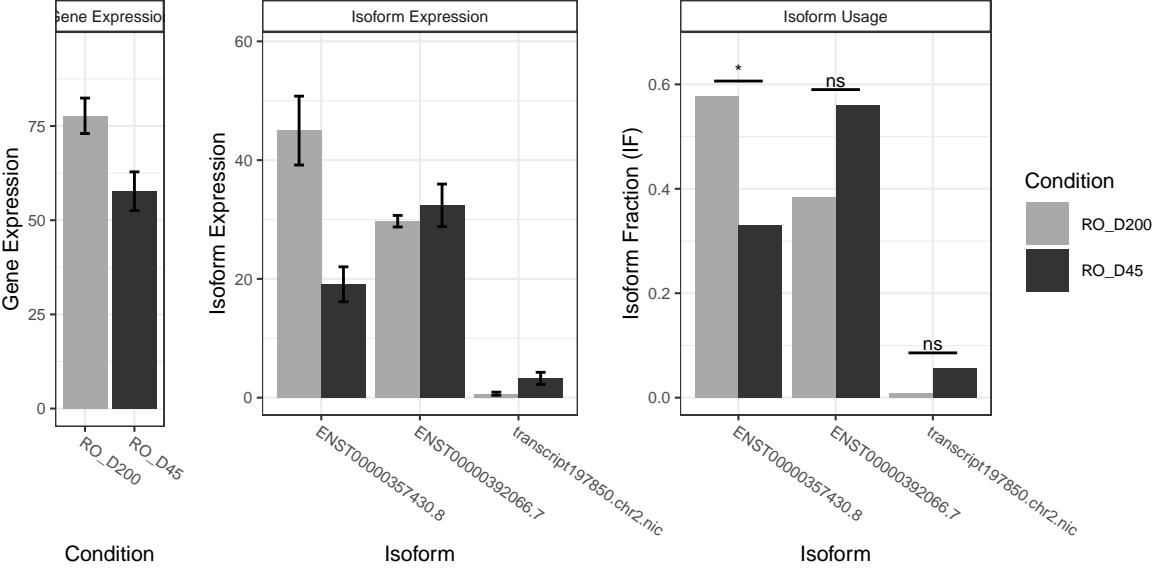 Gene Expression
Isoform Expression
Isoform Usage
Gene Expression
0
25
50
75
RO_D200
RO_D45
Condition
Isoform Expression
0
20
40
60
ENST00000357430.8
ENST00000392066.7
transcript197850.chr2.nic
Isoform
Isoform Fraction (IF)
0.0
0.2
0.4
0.6
*
ns
ns
ENST00000357430.8
ENST00000392066.7
transcript197850.chr2.nic
Isoform
Condition
RO_D200
RO_D45